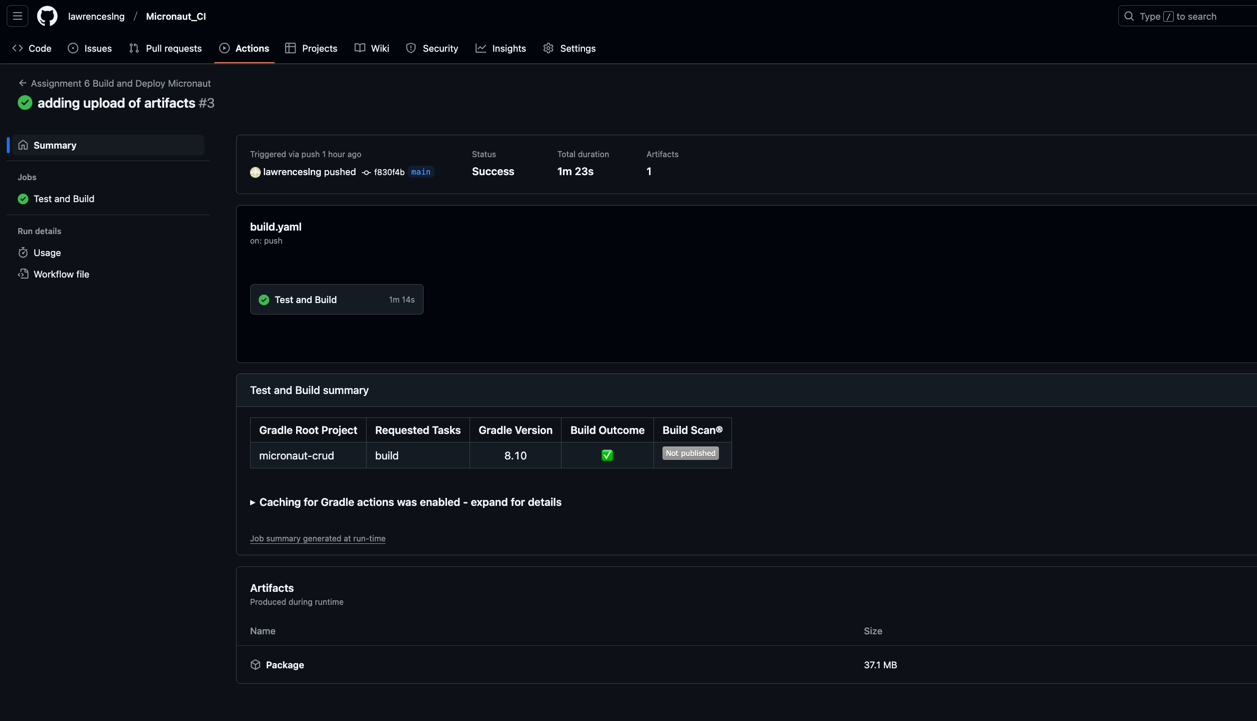 lawrenceslng / Micronaut_CI
Type / to search
Code Issues Pull requests Actions Projects Wiki Security Insights Settings
← Assignment 6 Build and Deploy Micronaut
adding upload of artifacts #3
Summary
Jobs
Test and Build
Run details
Usage
Workflow file
Triggered via push 1 hour ago
lawrenceslng pushed f830f4b main
Status
Success
Total duration
1m 23s
Artifacts
1
build.yaml
on: push
Test and Build 1m 14s
Test and Build summary
Gradle Root Project Requested Tasks Gradle Version Build Outcome Build Scan®
micronaut-crud build 8.10 ✅ Not published
Caching for Gradle actions was enabled - expand for details
Job summary generated at run-time
Artifacts
Produced during runtime
Name Size
Package 37.1 MB